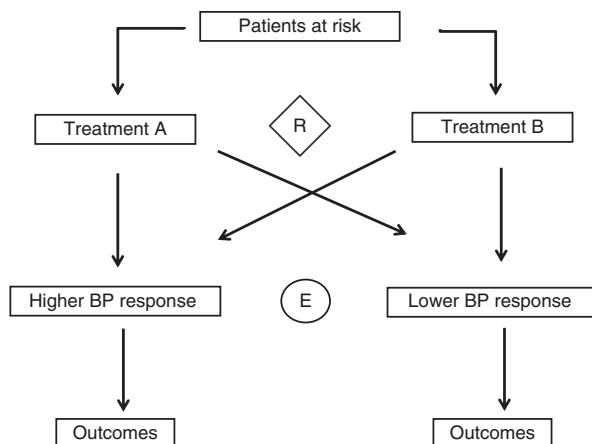 Patients at risk
Treatment A
R
Treatment B
Higher BP response
E
Lower BP response
Outcomes
Outcomes